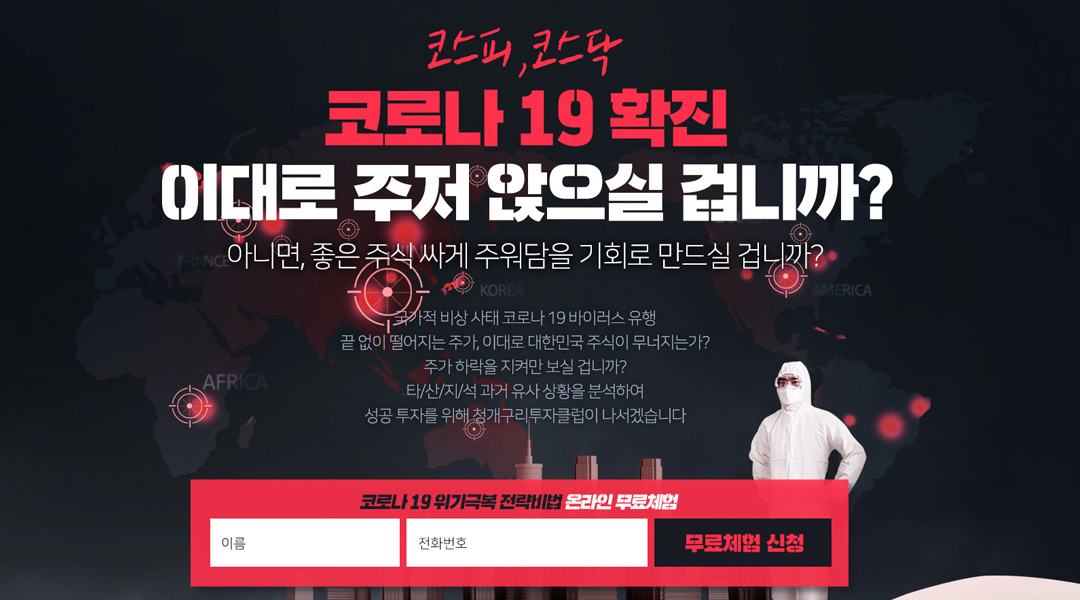 코스피, 코스닥
코로나 19 확진
이대로 주저 앉으실 겁니까?
아니면, 좋은 주식 싸게 주워담을 기회로 만드실 겁니까?
FRANCE
KOREA
AMERICA
국가적 비상 사태 코로나 19 바이러스 유행
끝 없이 떨어지는 주가, 이대로 대한민국 주식이 무너지는가?
주가 하락을 지켜만 보실 겁니까?
AFRICA
타/산/지/석 과거 유사 상황을 분석하여
성공 투자를 위해 청개구리투자클럽이 나서겠습니다
코로나 19 위기극복 전략비법 온라인 무료체험
이름
전화번호
무료체험 신청